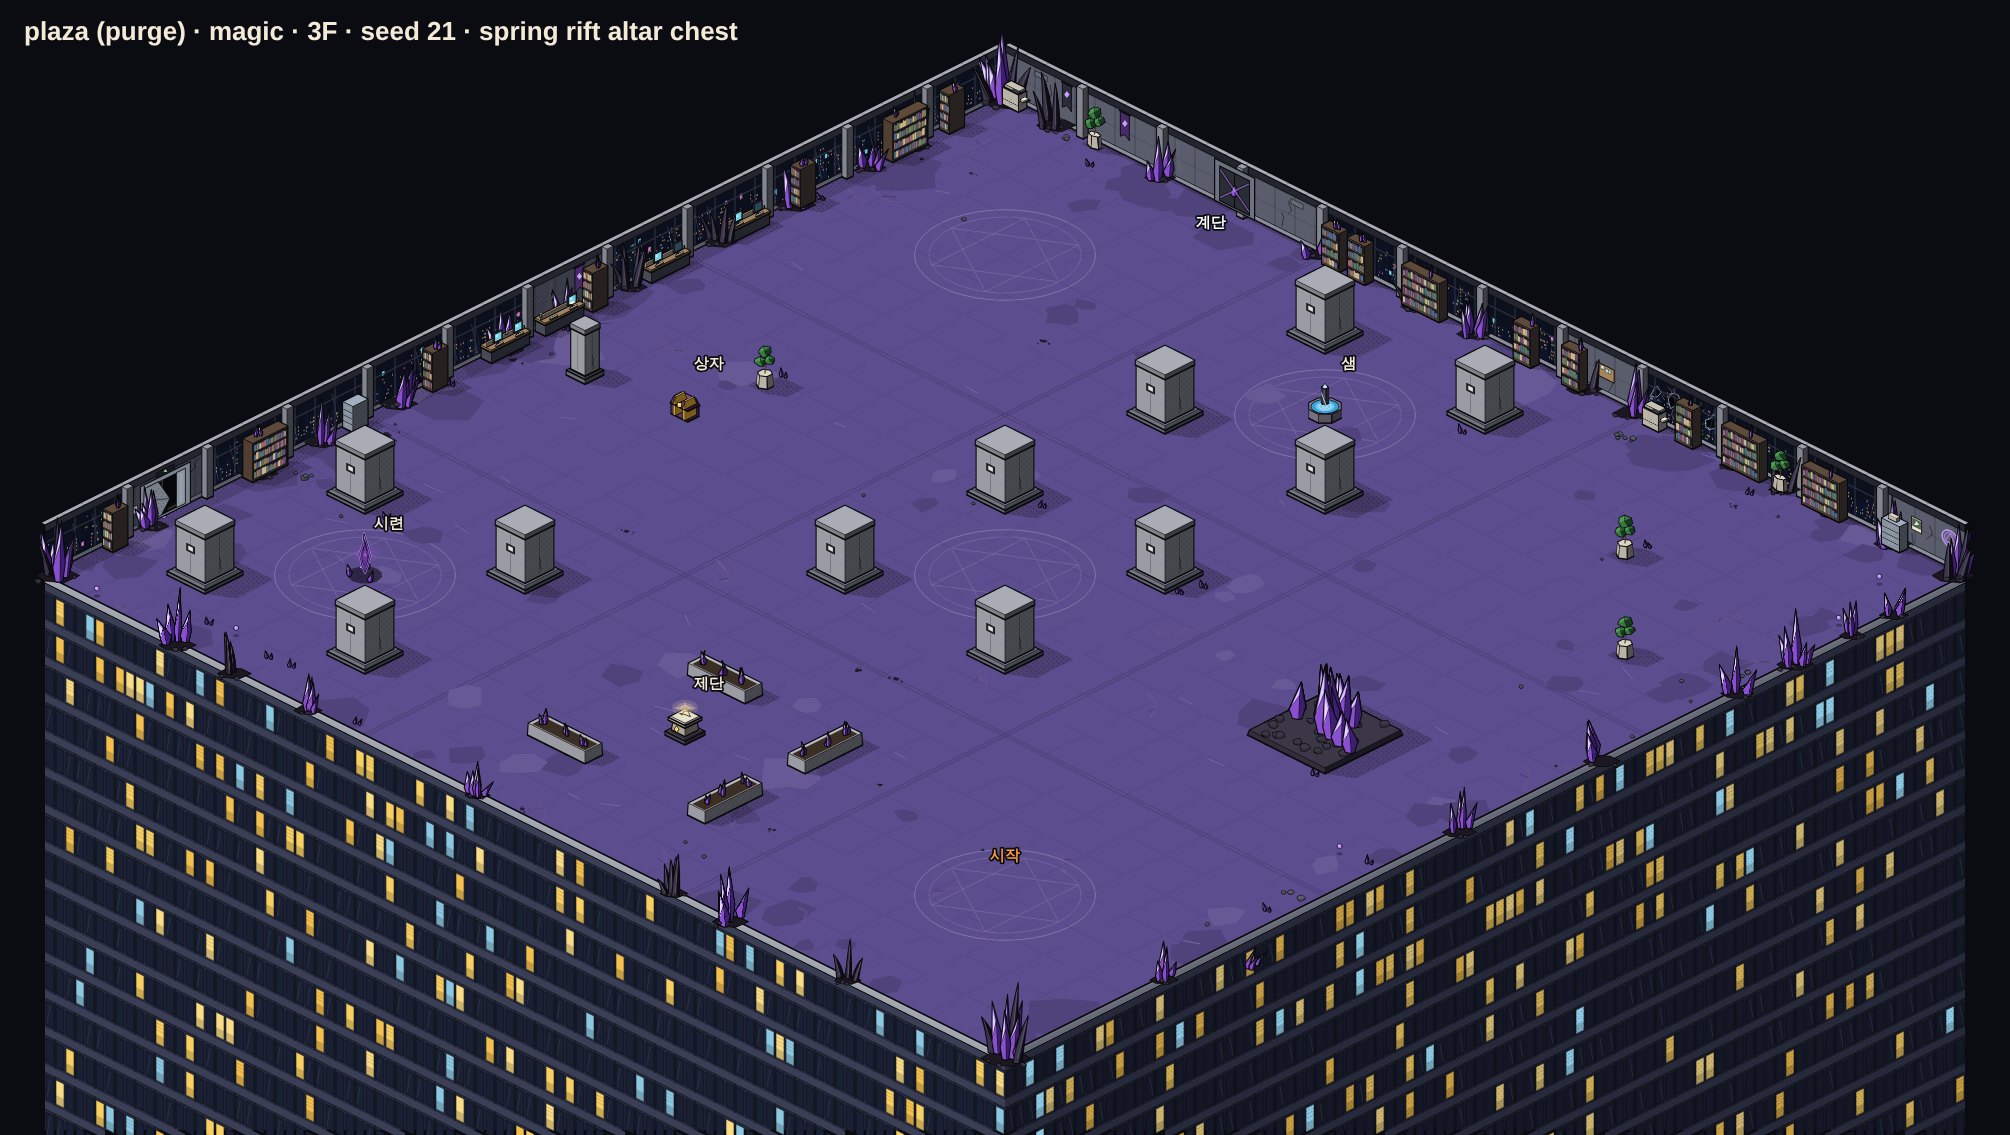 plaza (purge) · magic · 3F · seed 21 · spring rift altar chest
계단
상자
샘
시련
제단
시작